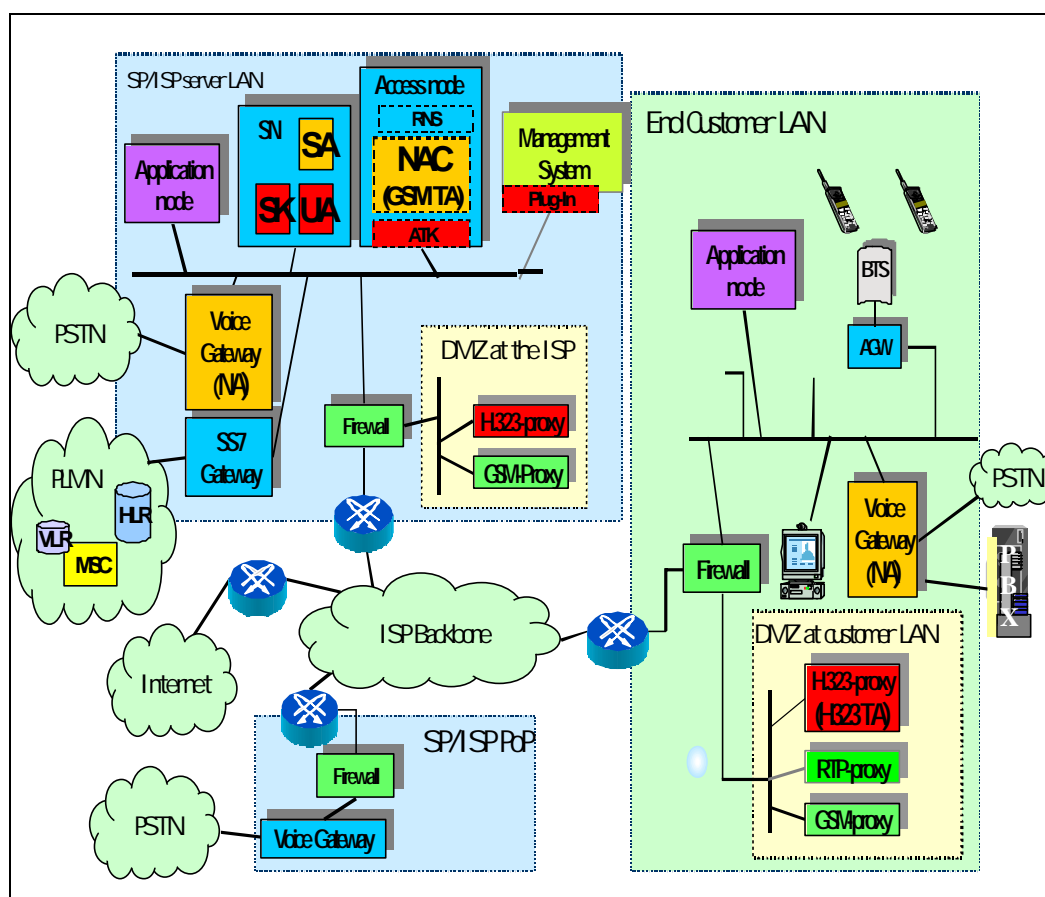 SP/ISP server LAN
Access node
RNS
NAC
(GSM TA)
ATK
SN
SA
SK
UA
Application
node
Management
System
Plug-In
PSTN
Voice
Gateway
(NA)
SS7
Gateway
PLMN
HLR
VLR
MSC
Firewall
DMZ at the ISP
H323-proxy
GSM-Proxy
Internet
ISP Backbone
SP/ISP PoP
Firewall
Voice Gateway
PSTN
End Customer LAN
Application
node
BTS
AGW
Firewall
Voice
Gateway
(NA)
PSTN
PBX
DMZ at customer LAN
H323-proxy
(H323 TA)
RTP-proxy
GSM-proxy